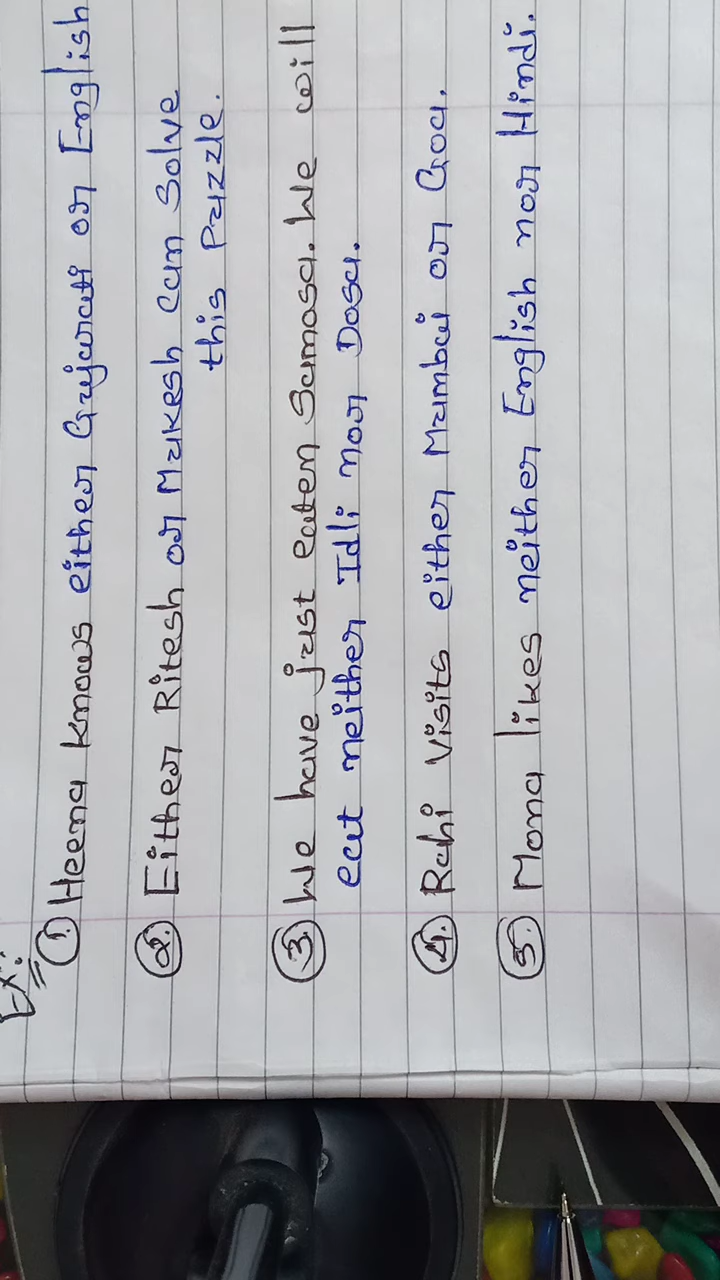 Ex:
① Heena knows either Gujarati or English
② Either Ritesh or Mukesh can solve
this Puzzle.
③ We have just eaten Samosa. We will
eat neither Idli nor Dosa.
④ Rahi visits either Mumbai or Goa.
⑤ Mona likes neither English nor Hindi.